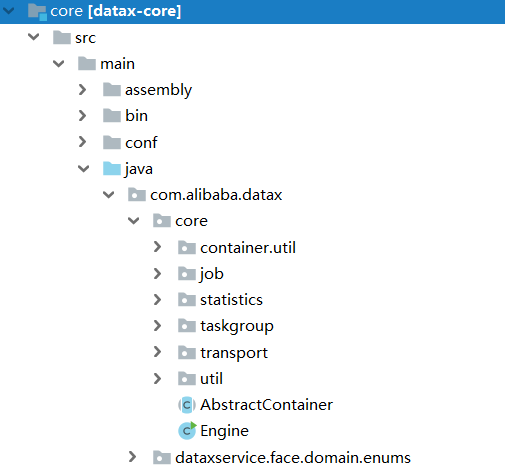 core [datax-core]
src
main
assembly
bin
conf
java
com.alibaba.datax
core
container.util
job
statistics
taskgroup
transport
util
AbstractContainer
Engine
dataxservice.face.domain.enums